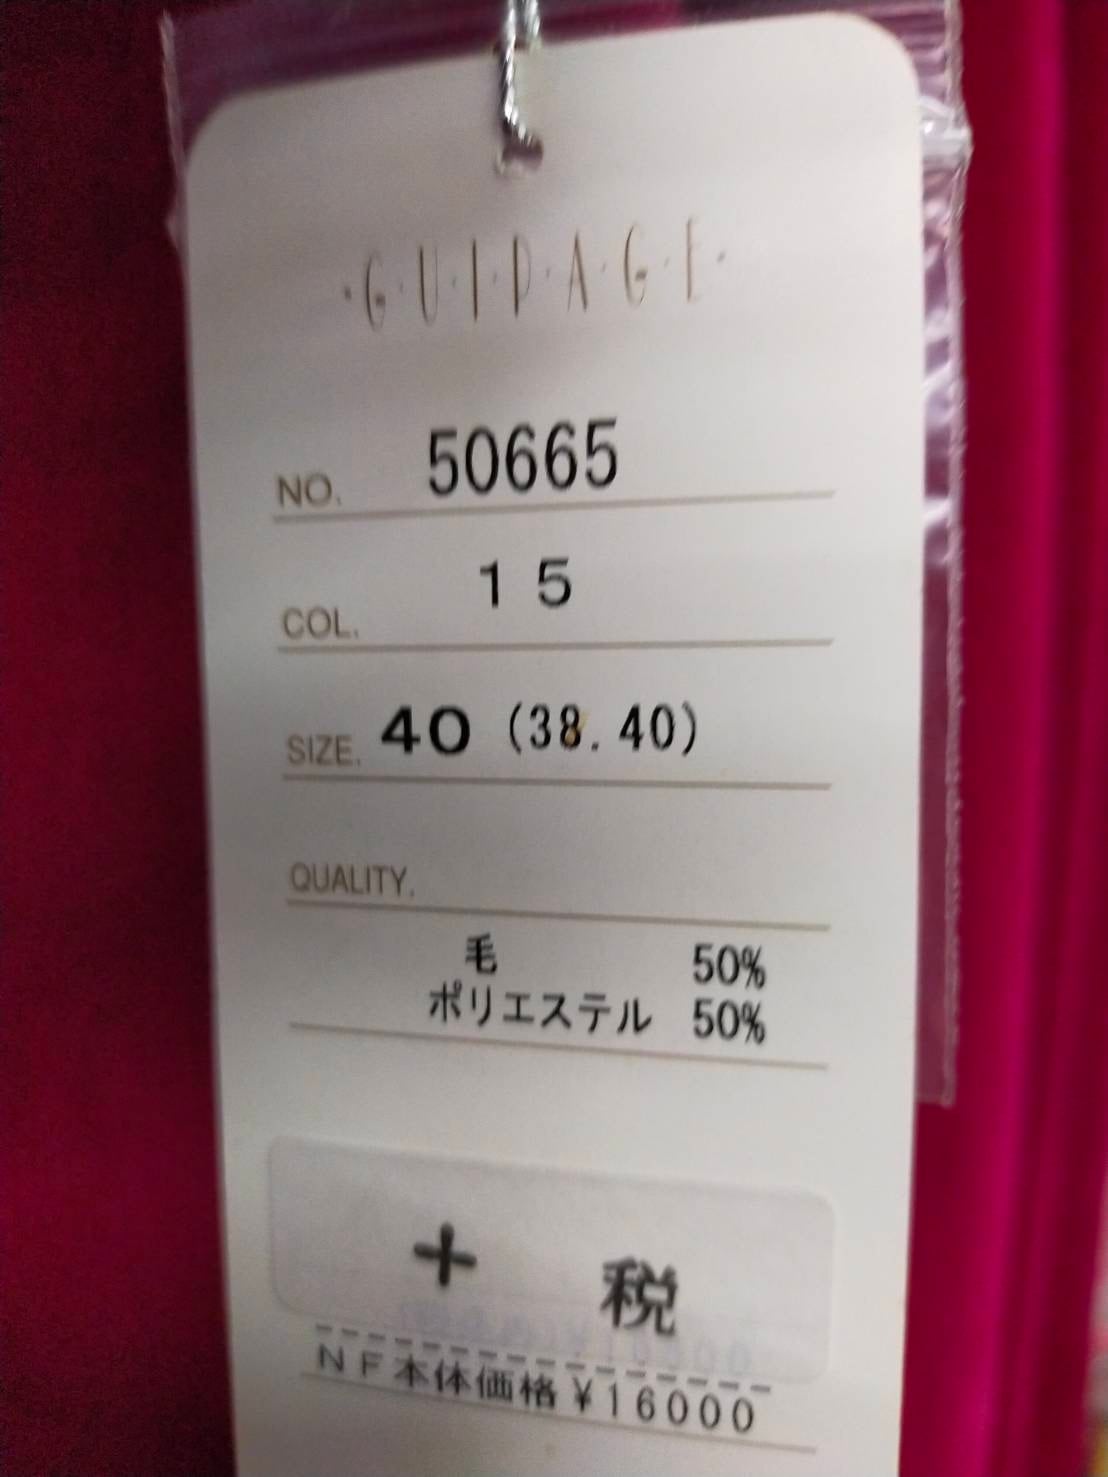 ·G·U·I·P·A·G·E·
NO. 50665
COL. 15
SIZE. 40 (38.40)
QUALITY.
毛 50%
ポリエステル 50%
+ 税
NF本体価格¥16000